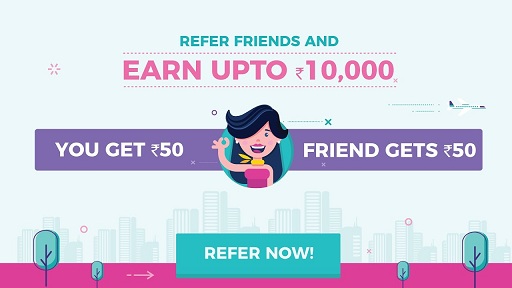 REFER FRIENDS AND
EARN UPTO ₹10,000
YOU GET ₹50
FRIEND GETS ₹50
REFER NOW!